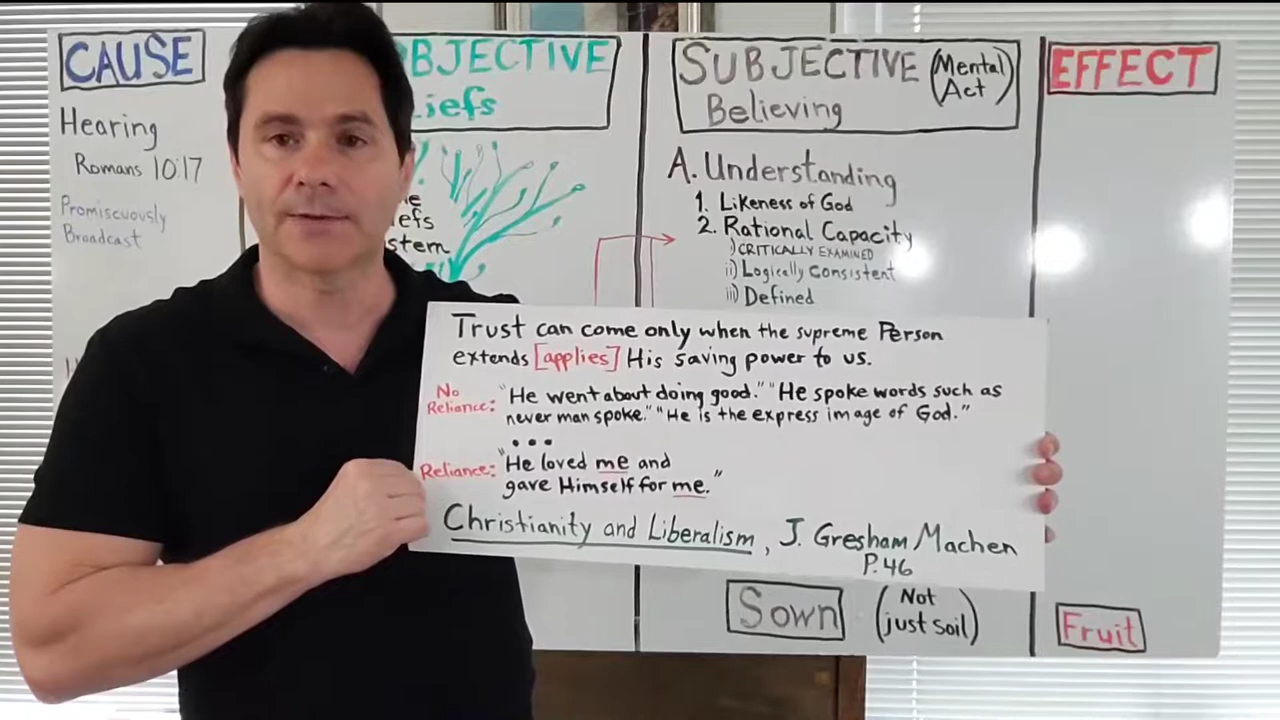 CAUSE
Hearing
Romans 10:17
Promiscuously
Broadcast
BJECTIVE
iefs
stem
SUBJECTIVE (Mental
Act)
Believing
A. Understanding
1. Likeness of God
2. Rational Capacity
i) CRITICALLY EXAMINED
ii) Logically consistent
iii) Defined
EFFECT
Trust can come only when the supreme Person
extends [applies] His saving power to us.
No
Reliance: "He went about doing good." "He spoke words such as
never man spoke." "He is the express image of God."
...
Reliance: "He loved me and
gave Himself for me."
Christianity and Liberalism, J. Gresham Machen
P.46
Sown (Not
just soil)
Fruit